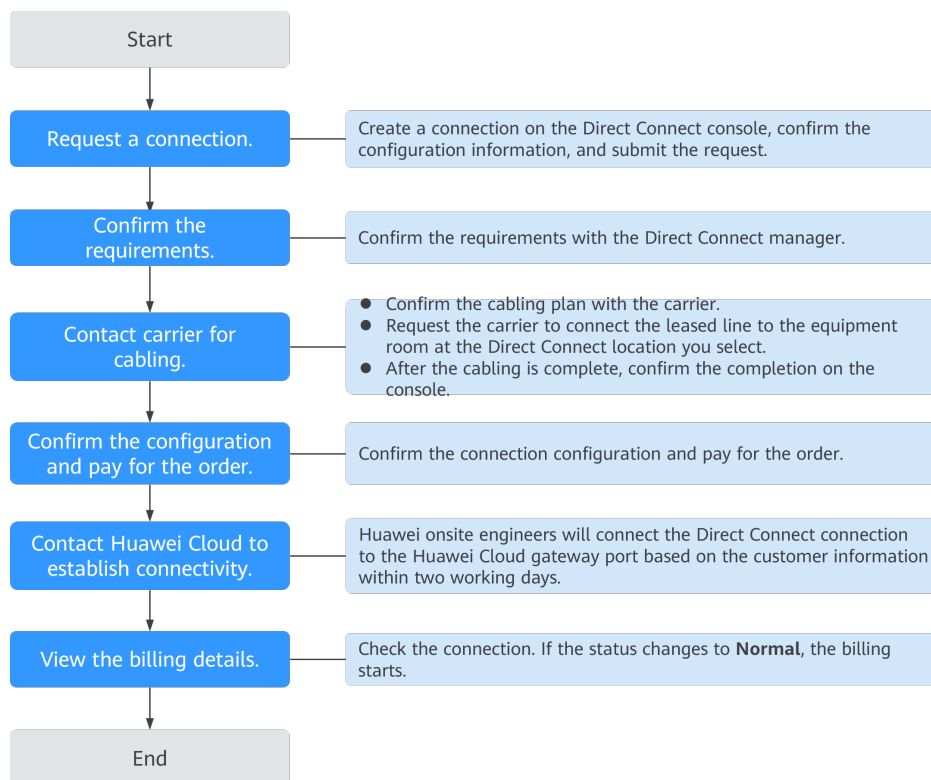 Start
Request a connection.
Create a connection on the Direct Connect console, confirm the
configuration information, and submit the request.
Confirm the
requirements.
Confirm the requirements with the Direct Connect manager.
Contact carrier for
cabling.
● Confirm the cabling plan with the carrier.
● Request the carrier to connect the leased line to the equipment
room at the Direct Connect location you select.
● After the cabling is complete, confirm the completion on the
console.
Confirm the configuration
and pay for the order.
Confirm the connection configuration and pay for the order.
Contact Huawei Cloud to
establish connectivity.
Huawei onsite engineers will connect the Direct Connect connection
to the Huawei Cloud gateway port based on the customer information
within two working days.
View the billing details.
Check the connection. If the status changes to Normal, the billing
starts.
End